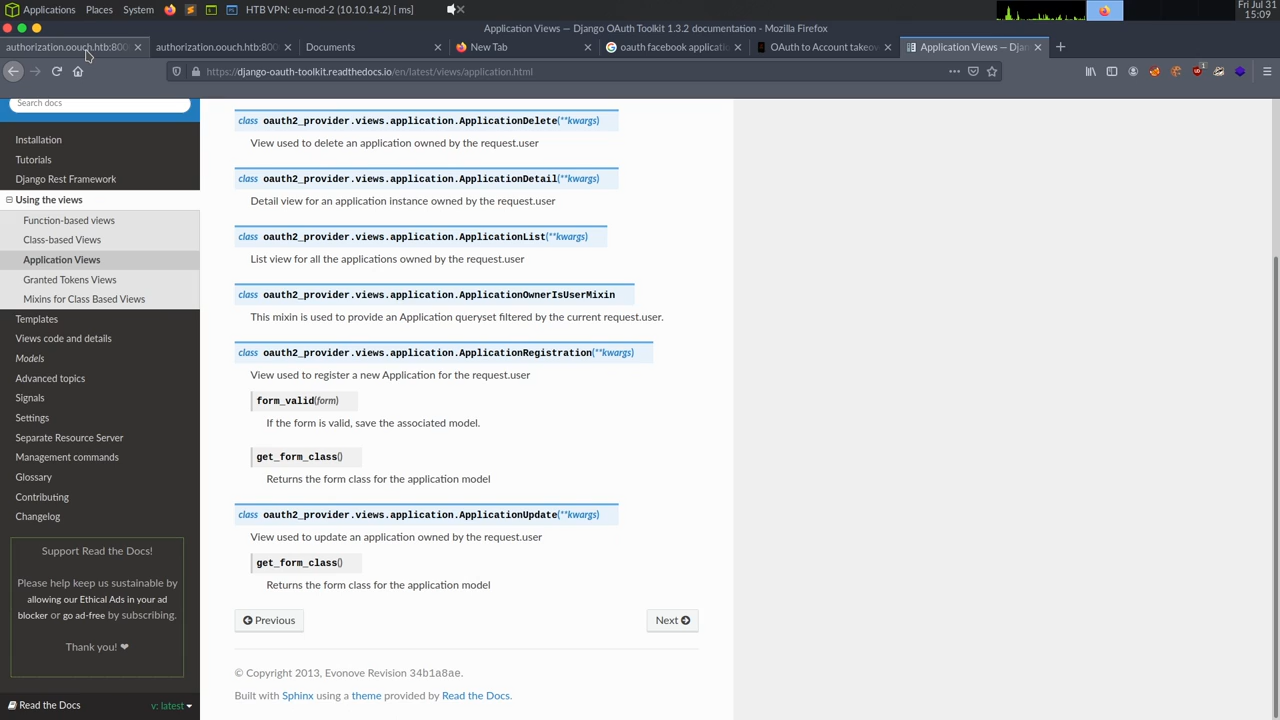 Applications Places System HTB VPN: eu-mod-2 (10.10.14.2) [ ms] Fri Jul 31
15:09
Application Views — Django OAuth Toolkit 1.3.2 documentation - Mozilla Firefox
authorization.oouch.htb:800 authorization.oouch.htb:800 Documents New Tab oauth facebook applicati OAuth to Account takeov Application Views — Djan
https://django-oauth-toolkit.readthedocs.io/en/latest/views/application.html
Search docs
Installation
Tutorials
Django Rest Framework
Using the views
Function-based views
Class-based Views
Application Views
Granted Tokens Views
Mixins for Class Based Views
Templates
Views code and details
Models
Advanced topics
Signals
Settings
Separate Resource Server
Management commands
Glossary
Contributing
Changelog
Support Read the Docs!
Please help keep us sustainable by
allowing our Ethical Ads in your ad
blocker or go ad-free by subscribing.
Thank you! ❤
Read the Docs v: latest
class oauth2_provider.views.application.ApplicationDelete(**kwargs)
View used to delete an application owned by the request.user
class oauth2_provider.views.application.ApplicationDetail(**kwargs)
Detail view for an application instance owned by the request.user
class oauth2_provider.views.application.ApplicationList(**kwargs)
List view for all the applications owned by the request.user
class oauth2_provider.views.application.ApplicationOwnerIsUserMixin
This mixin is used to provide an Application queryset filtered by the current request.user.
class oauth2_provider.views.application.ApplicationRegistration(**kwargs)
View used to register a new Application for the request.user
form_valid(form)
If the form is valid, save the associated model.
get_form_class()
Returns the form class for the application model
class oauth2_provider.views.application.ApplicationUpdate(**kwargs)
View used to update an application owned by the request.user
get_form_class()
Returns the form class for the application model
Previous Next
© Copyright 2013, Evonove Revision 34b1a8ae.
Built with Sphinx using a theme provided by Read the Docs.